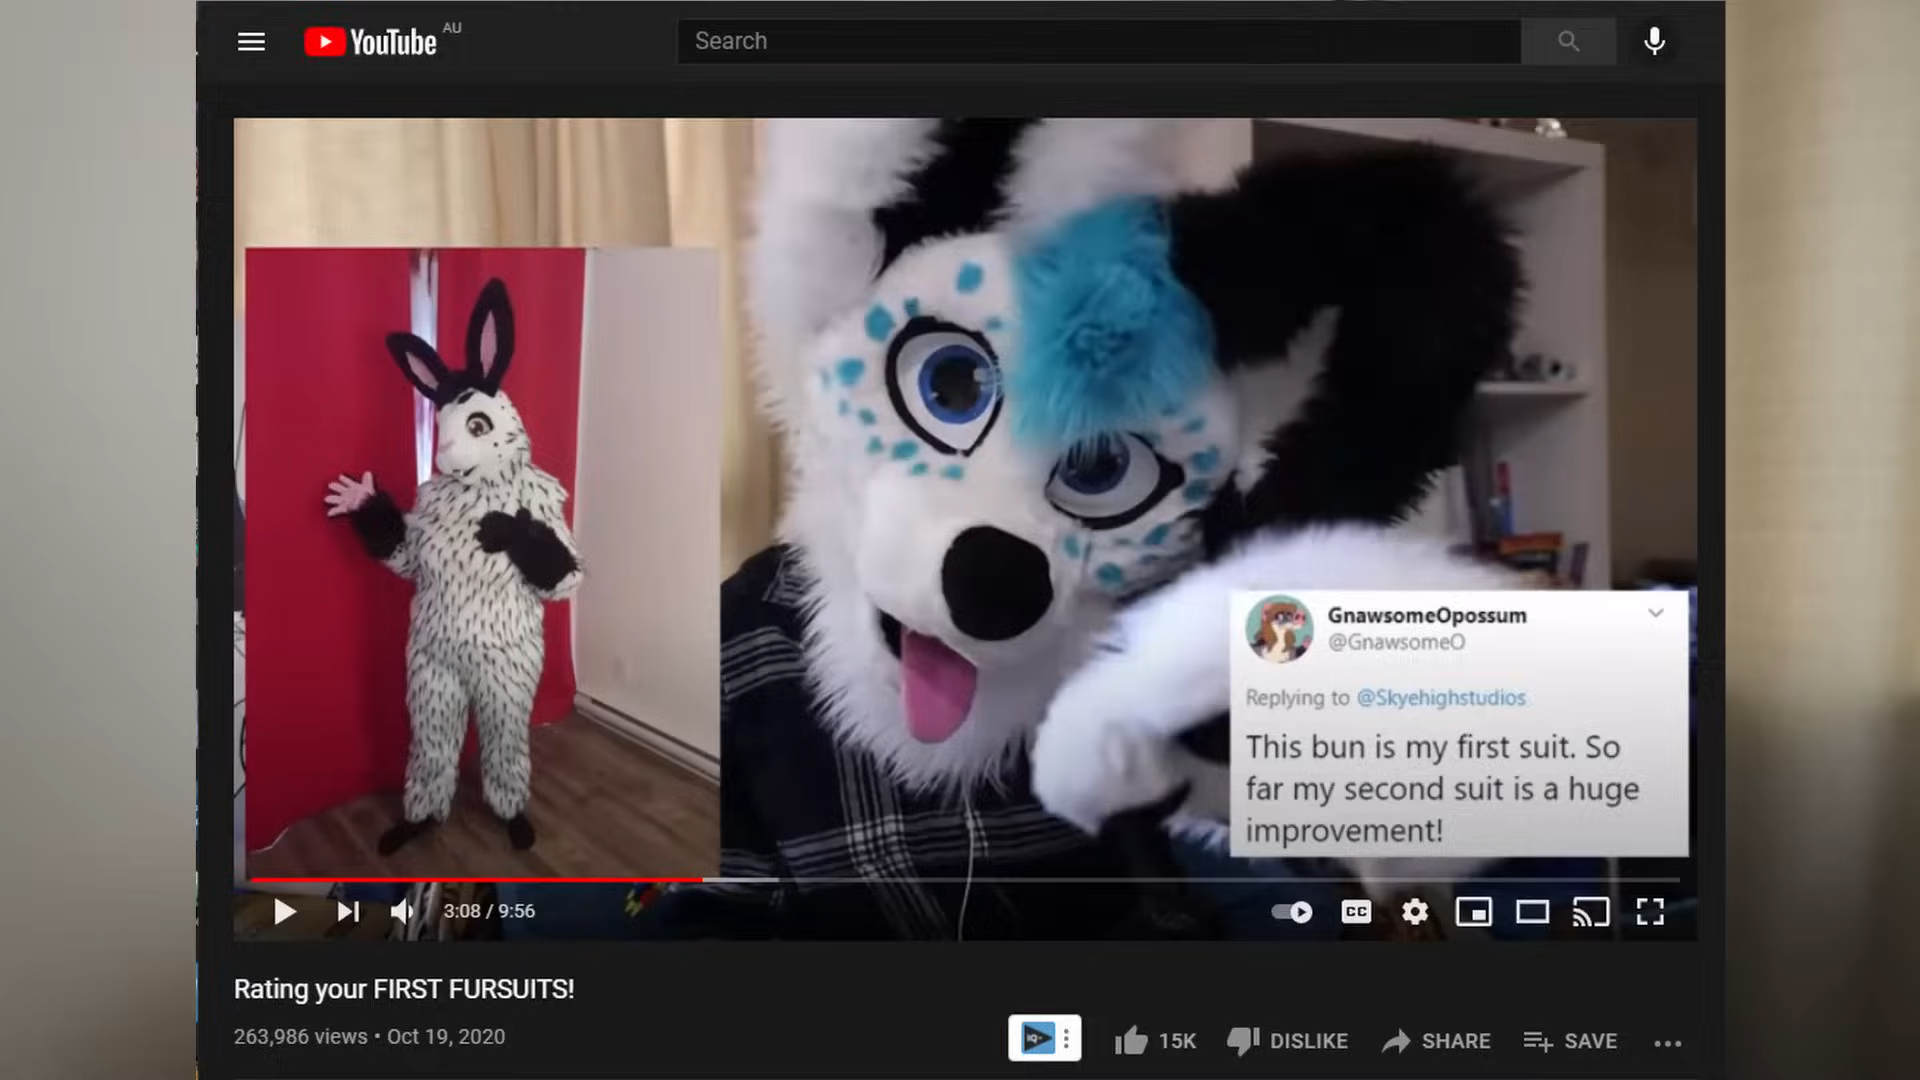 YouTube AU
Search
GnawsomeOpossum
@GnawsomeO
Replying to @Skyehighstudios
This bun is my first suit. So
far my second suit is a huge
improvement!
3:08 / 9:56
CC
Rating your FIRST FURSUITS!
263,986 views • Oct 19, 2020
IQ
15K
DISLIKE
SHARE
SAVE